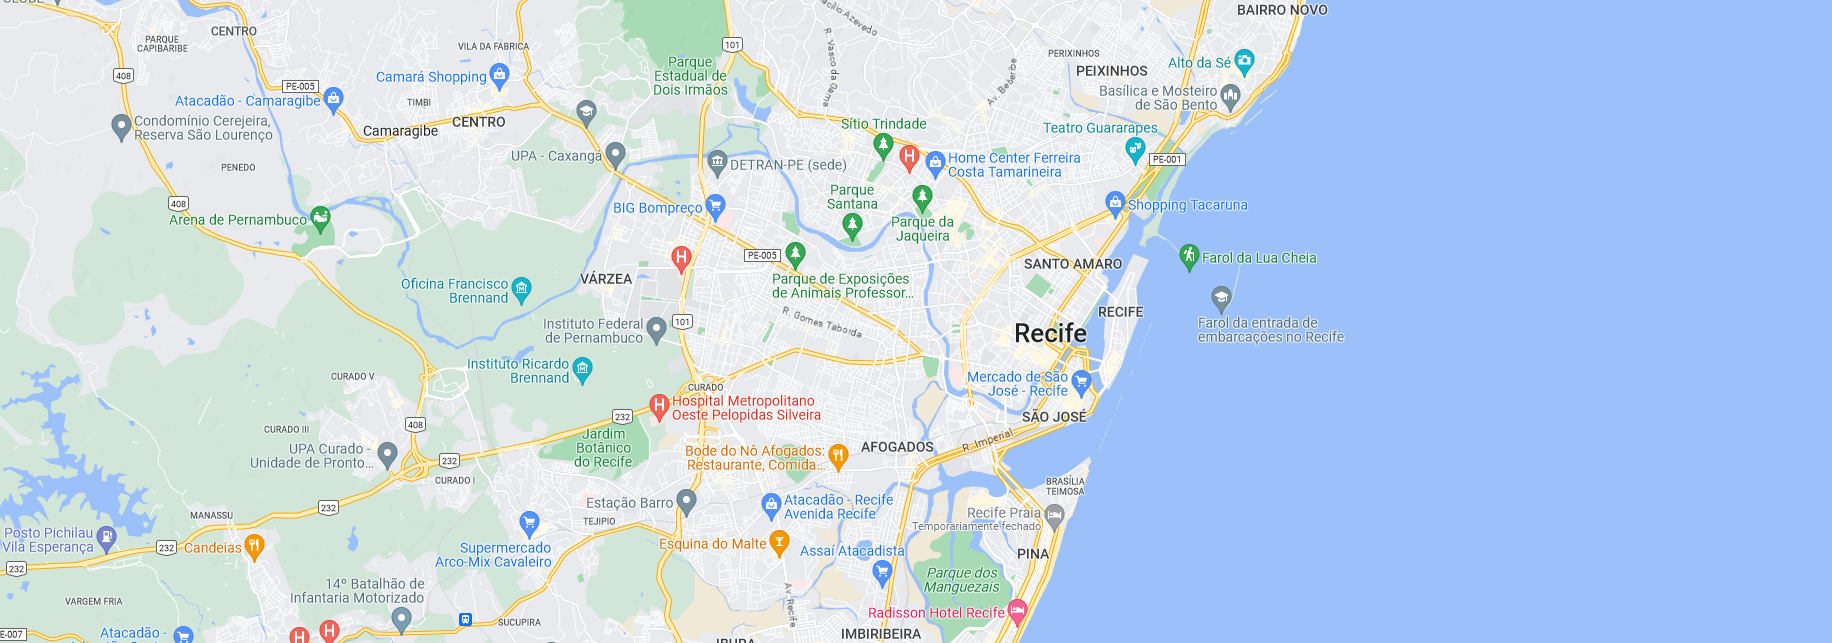 BAIRRO NOVO
CENTRO
PARQUE
CAPIBARIBE
VILA DA FÁBRICA
101
R. Vasco da Gama
Av. Beberibe
PERIXINHOS
PEIXINHOS
Alto da Sé
408
Camará Shopping
Parque
Estadual de
Dois Irmãos
PE-005
Atacadão - Camaragibe
TIMBI
Basílica e Mosteiro
de São Bento
Condomínio Cerejeira,
Reserva São Lourenço
Camaragibe
CENTRO
Sítio Trindade
Teatro Guararapes
UPA - Caxangá
DETRAN-PE (sede)
Home Center Ferreira
Costa Tamarineira
PE-001
PENEDO
Parque
Santana
408
BIG Bompreço
Shopping Tacaruna
Arena de Pernambuco
Parque da
Jaqueira
PE-005
Farol da Lua Cheia
SANTO AMARO
VÁRZEA
Parque de Exposições
de Animais Professor...
Oficina Francisco
Brennand
RECIFE
Instituto Federal
de Pernambuco
101
R. Gomes Taborda
Recife
Farol da entrada de
embarcações no Recife
Instituto Ricardo
Brennand
CURADO V
CURADO
Mercado de São
José - Recife
Hospital Metropolitano
Oeste Pelopidas Silveira
232
SÃO JOSÉ
408
CURADO III
Jardim
Botânico
do Recife
R. Imperial
AFOGADOS
UPA Curado -
Unidade de Pronto...
232
Bode do Nô Afogados:
Restaurante, Comida...
CURADO I
BRASÍLIA
TEIMOSA
232
Estação Barro
Atacadão - Recife
Avenida Recife
MANASSU
TEJIPIO
Recife Praia
Temporariamente fechado
Posto Pichilau
Vila Esperança
232
Candeias
Supermercado
Arco-Mix Cavaleiro
Esquina do Malte
Assaí Atacadista
PINA
232
14º Batalhão de
Infantaria Motorizado
Parque dos
Manguezais
VARGEM FRIA
Av. Recife
Radisson Hotel Recife
SUCUPIRA
Atacadão -
E-007
IMBIRIBEIRA
IBURA